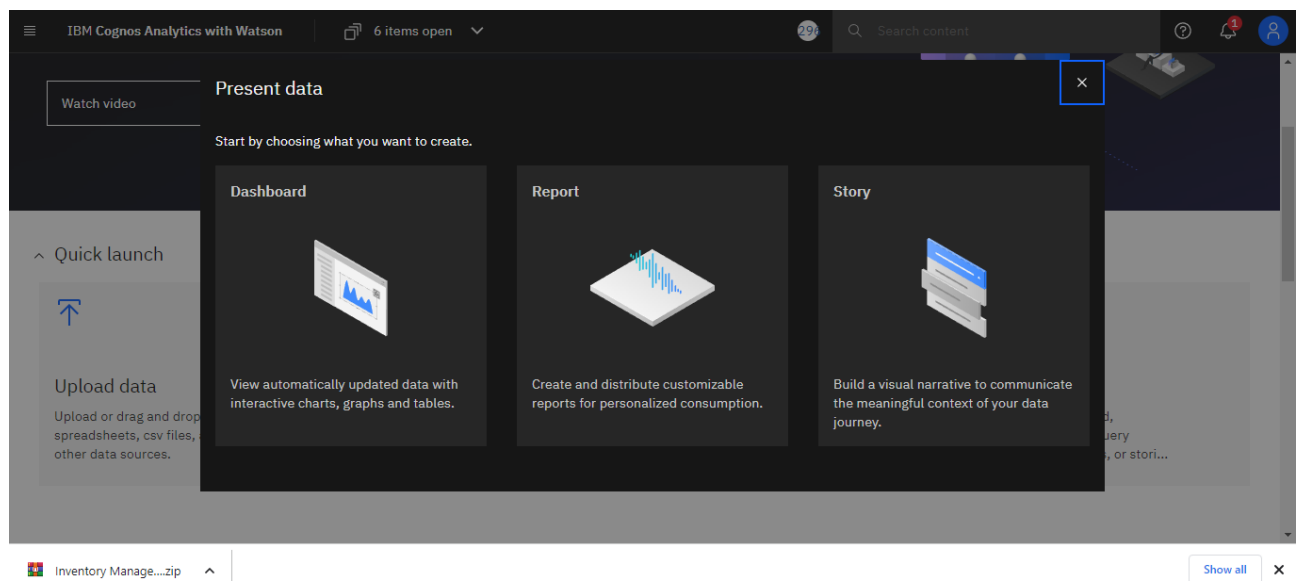 IBM Cognos Analytics with Watson
6 items open
296
Search content
1
Watch video
Present data
Start by choosing what you want to create.
Dashboard
View automatically updated data with
interactive charts, graphs and tables.
Report
Create and distribute customizable
reports for personalized consumption.
Story
Build a visual narrative to communicate
the meaningful context of your data
journey.
Quick launch
Upload data
Upload or drag and drop
spreadsheets, csv files,
other data sources.
, or stori...
Inventory Manage....zip
Show all